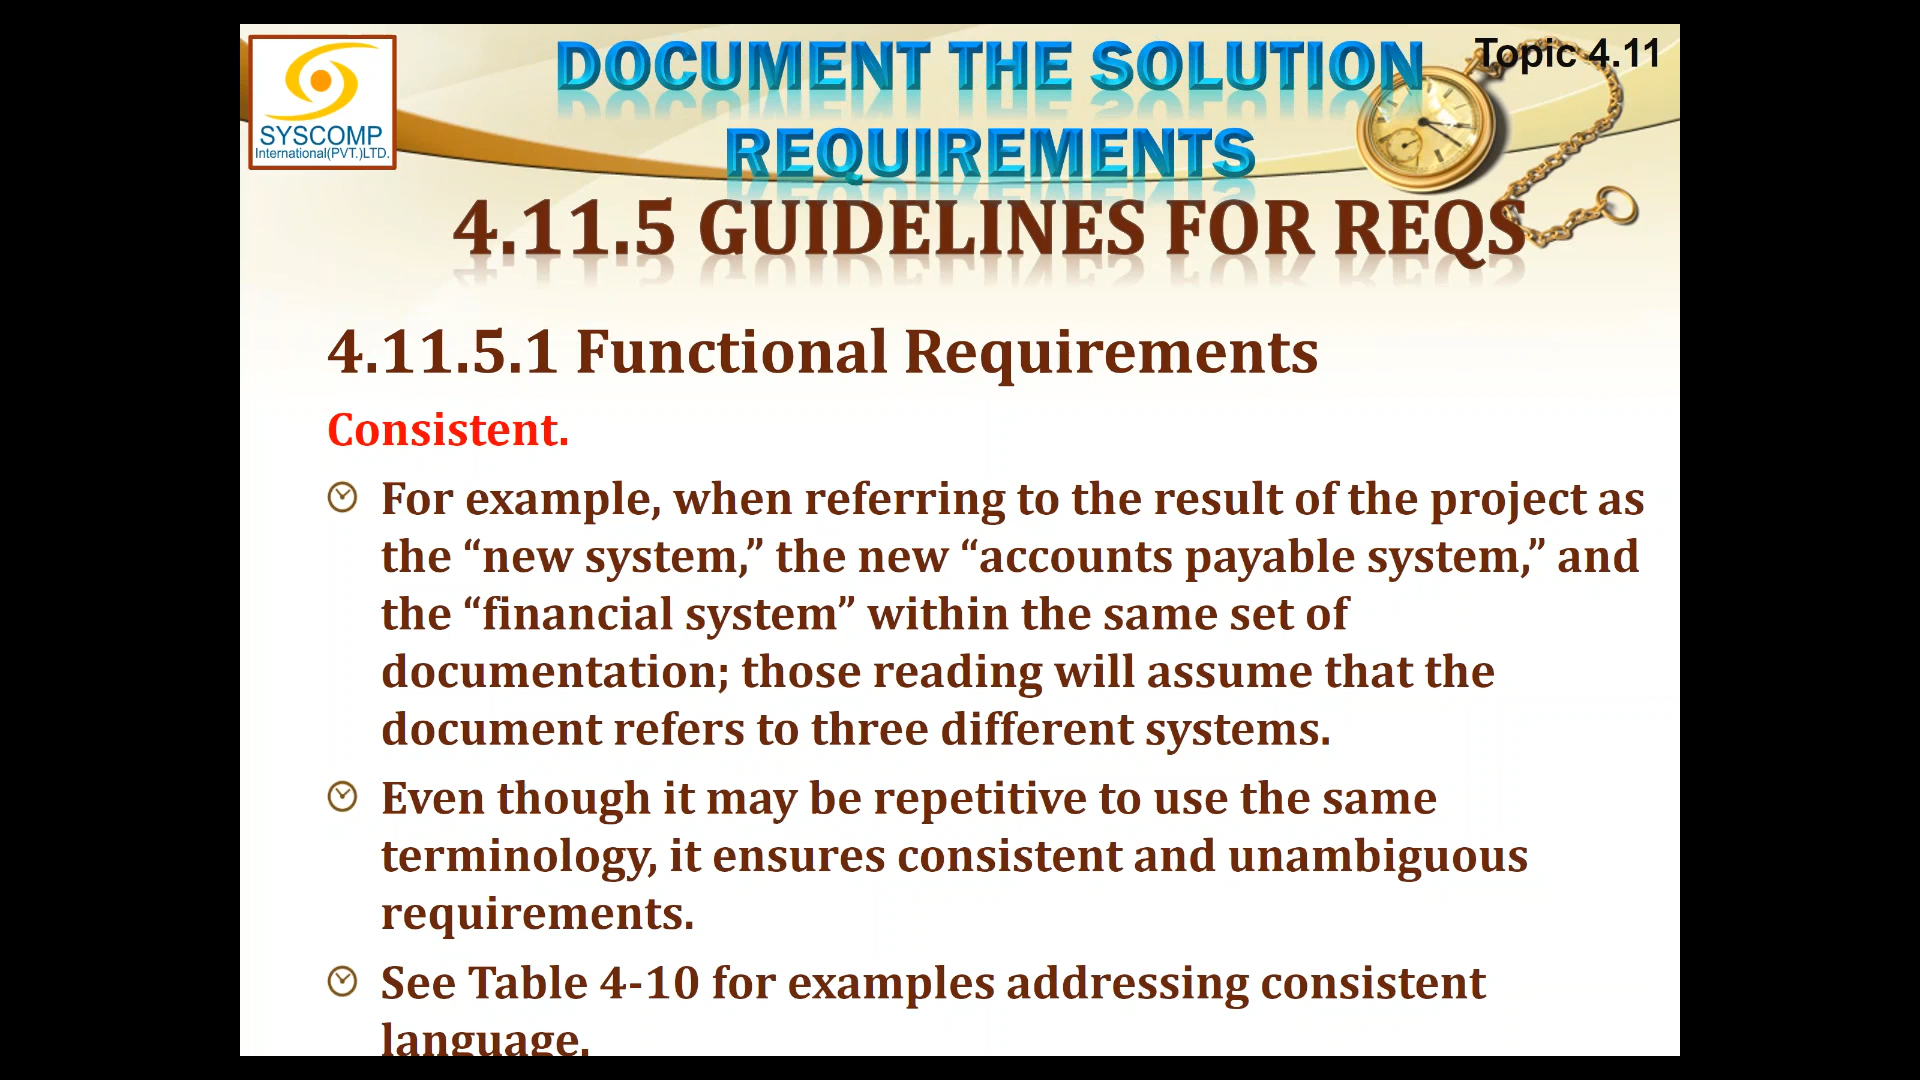 SYSCOMP
International(PVT.)LTD.
DOCUMENT THE SOLUTION
REQUIREMENTS
Topic 4.11
4.11.5 GUIDELINES FOR REQS
4.11.5.1 Functional Requirements
Consistent.
For example, when referring to the result of the project as
the “new system,” the new “accounts payable system,” and
the “financial system” within the same set of
documentation; those reading will assume that the
document refers to three different systems.
Even though it may be repetitive to use the same
terminology, it ensures consistent and unambiguous
requirements.
See Table 4-10 for examples addressing consistent
language.